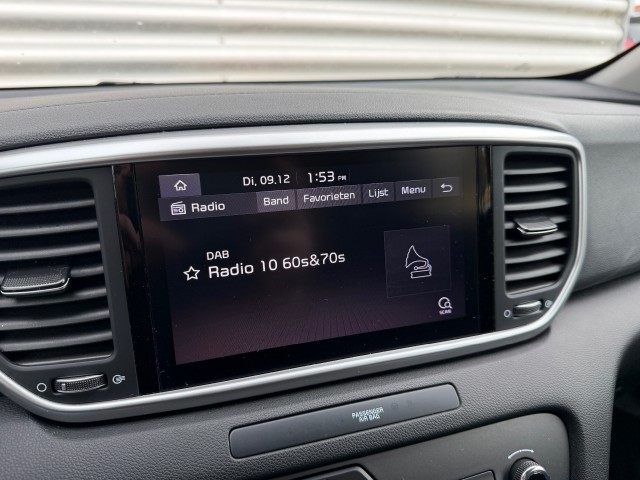 Di, 09.12 1:53 PM
Radio Band Favorieten Lijst Menu
DAB
Radio 10 60s&70s
SCAN
PASSENGER
AIR BAG